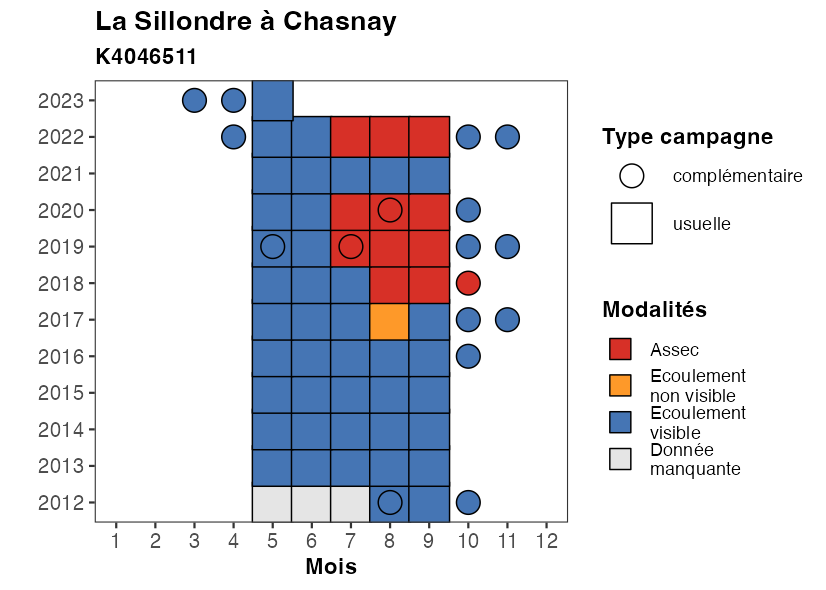 La Sillondre à Chasnay
K4046511
2023
2022
2021
2020
2019
2018
2017
2016
2015
2014
2013
2012
1 2 3 4 5 6 7 8 9 10 11 12
Mois
Type campagne
complémentaire
usuelle
Modalités
Assec
Ecoulement
non visible
Ecoulement
visible
Donnée
manquante